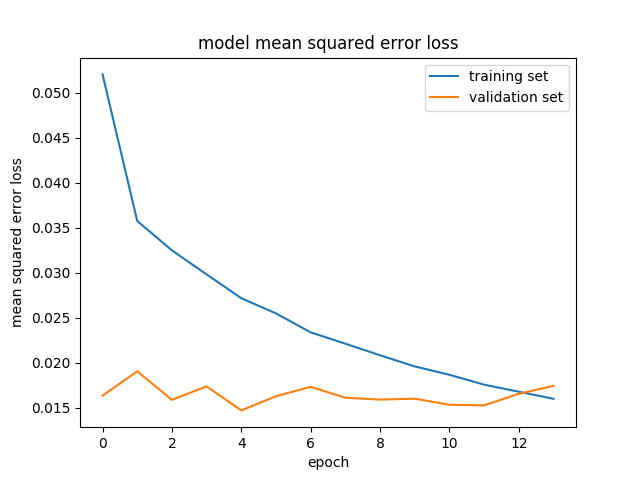 model mean squared error loss
training set
validation set
mean squared error loss
0.050
0.045
0.040
0.035
0.030
0.025
0.020
0.015
0 2 4 6 8 10 12
epoch